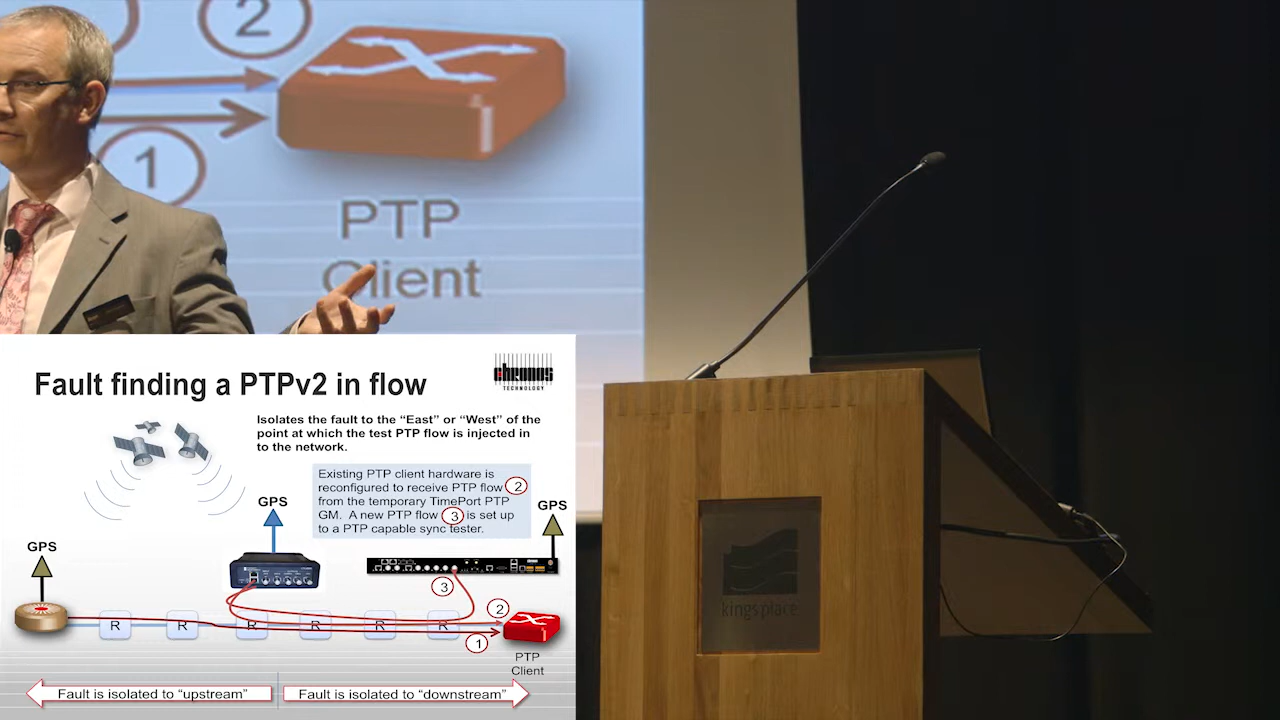 2
1
PTP
Client
Fault finding a PTPv2 in flow
chronos
TECHNOLOGY
Isolates the fault to the “East” or “West” of the
point at which the test PTP flow is injected in
to the network.
Existing PTP client hardware is
reconfigured to receive PTP flow 2
from the temporary TimePort PTP
GM. A new PTP flow 3 is set up
to a PTP capable sync tester.
GPS
GPS
GPS
3
2
R R R R R R
1
PTP
Client
Fault is isolated to “upstream”
Fault is isolated to “downstream”
kingsplace